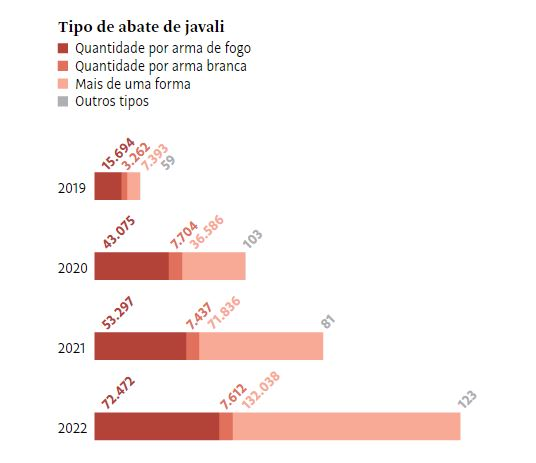 Tipo de abate de javali
Quantidade por arma de fogo
Quantidade por arma branca
Mais de uma forma
Outros tipos
15.694 3.262 7.393 59
2019
43.075 7.704 36.586 103
2020
53.297 7.437 71.836 81
2021
72.472 7.612 132.038 123
2022